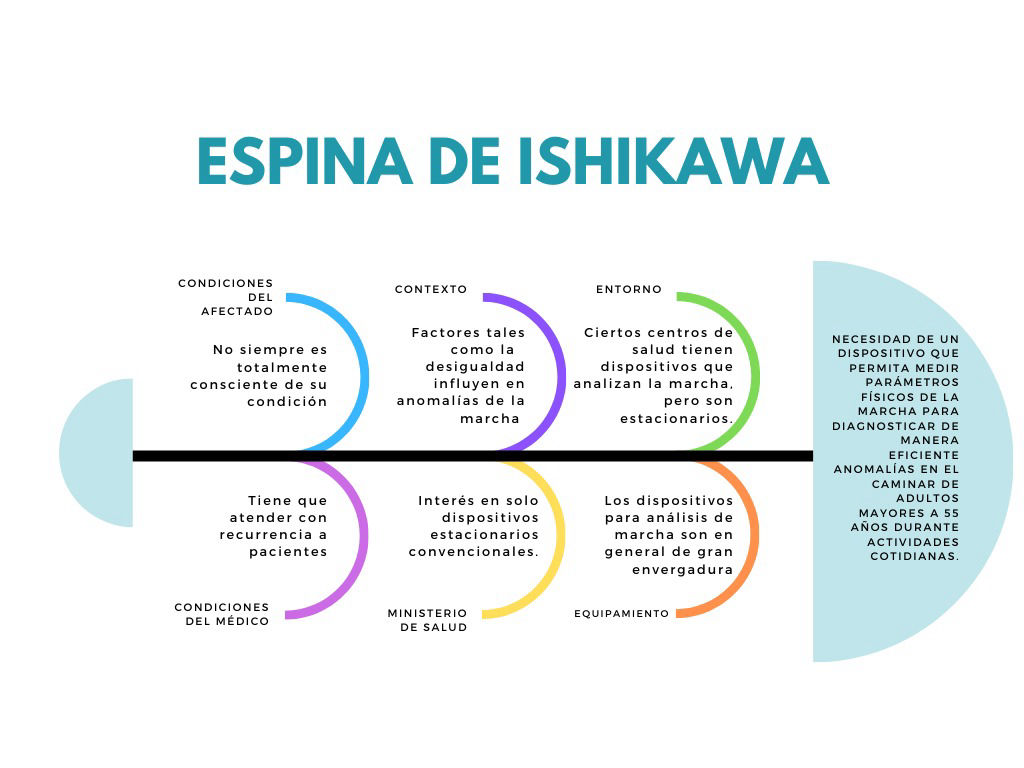 ESPINA DE ISHIKAWA
CONDICIONES
DEL
AFECTADO
No siempre es
totalmente
consciente de su
condición
CONTEXTO
Factores tales
como la
desigualdad
influyen en
anomalías de la
marcha
ENTORNO
Ciertos centros de
salud tienen
dispositivos que
analizan la marcha,
pero son
estacionarios.
NECESIDAD DE UN
DISPOSITIVO QUE
PERMITA MEDIR
PARÁMETROS
FÍSICOS DE LA
MARCHA PARA
DIAGNOSTICAR DE
MANERA
EFICIENTE
ANOMALÍAS EN EL
CAMINAR DE
ADULTOS
MAYORES A 55
AÑOS DURANTE
ACTIVIDADES
COTIDIANAS.
Tiene que
atender con
recurrencia a
pacientes
CONDICIONES
DEL MÉDICO
Interés en solo
dispositivos
estacionarios
convencionales.
MINISTERIO
DE SALUD
Los dispositivos
para análisis de
marcha son en
general de gran
envergadura
EQUIPAMIENTO